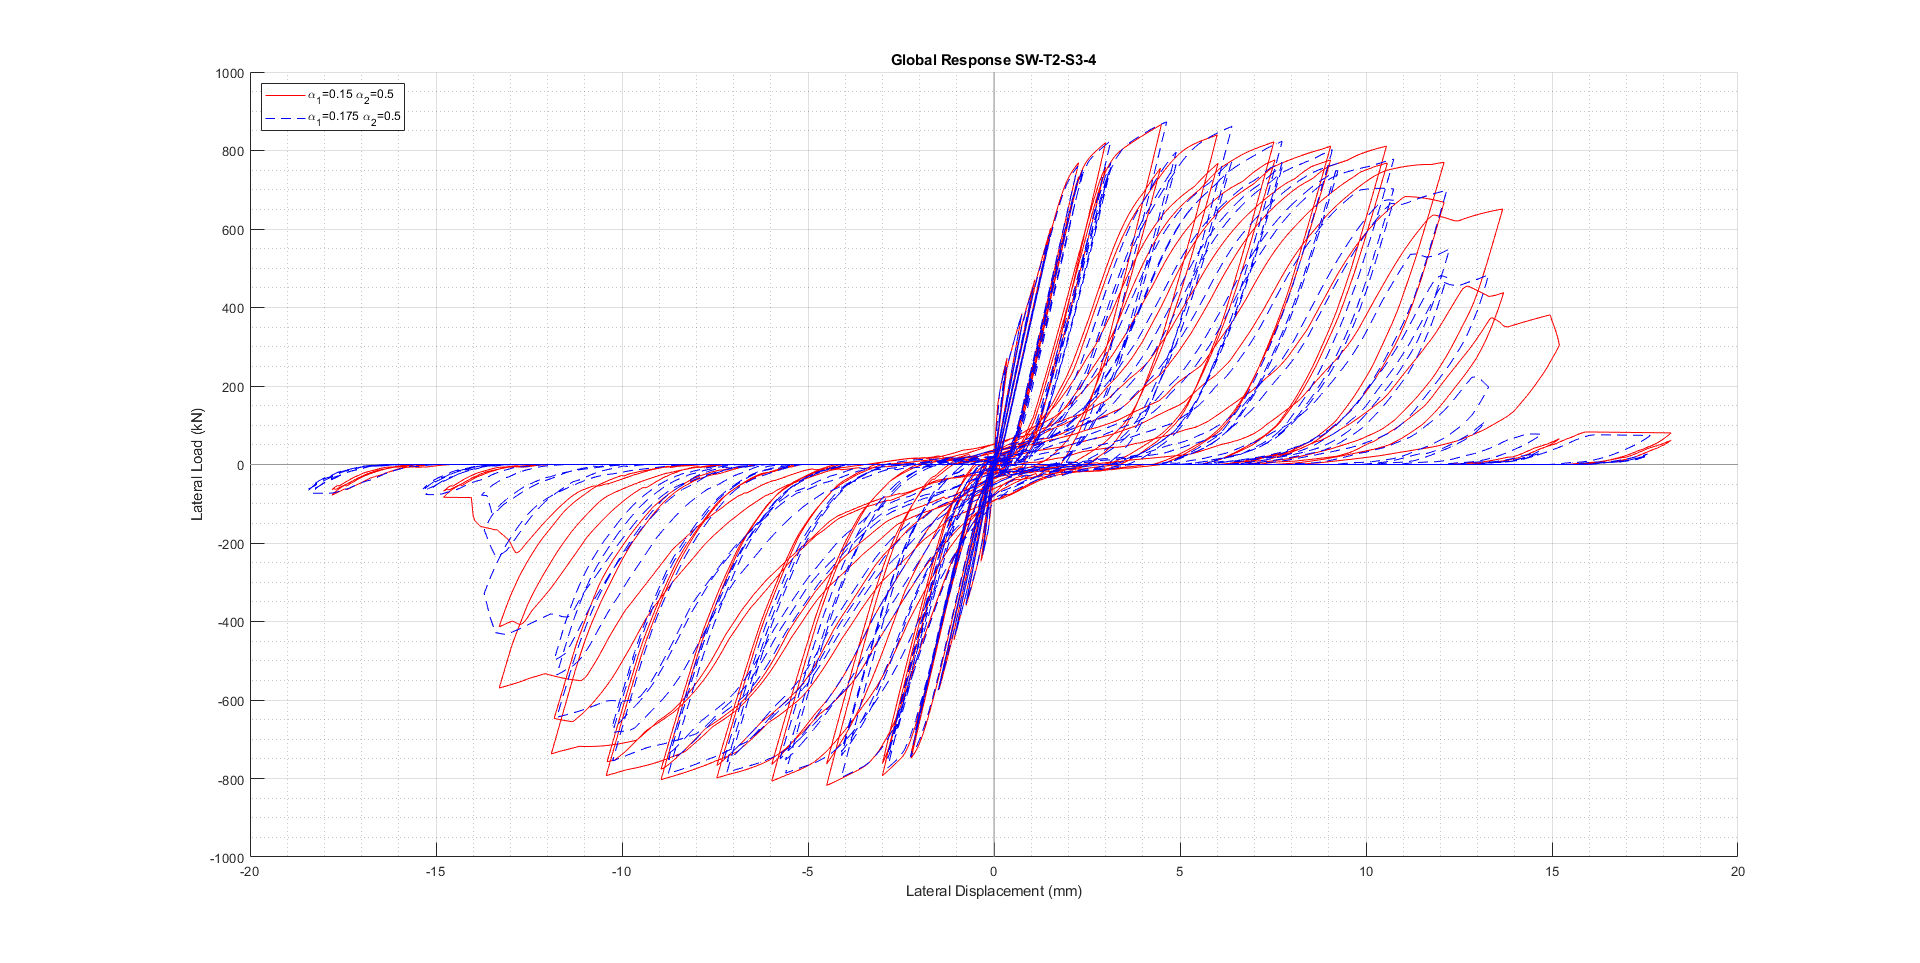 Global Response SW-T2-S3-4
α1=0.15 α2=0.5
α1=0.175 α2=0.5
1000
800
600
400
200
0
-200
-400
-600
-800
-1000
Lateral Load (kN)
-20 -15 -10 -5 0 5 10 15 20
Lateral Displacement (mm)